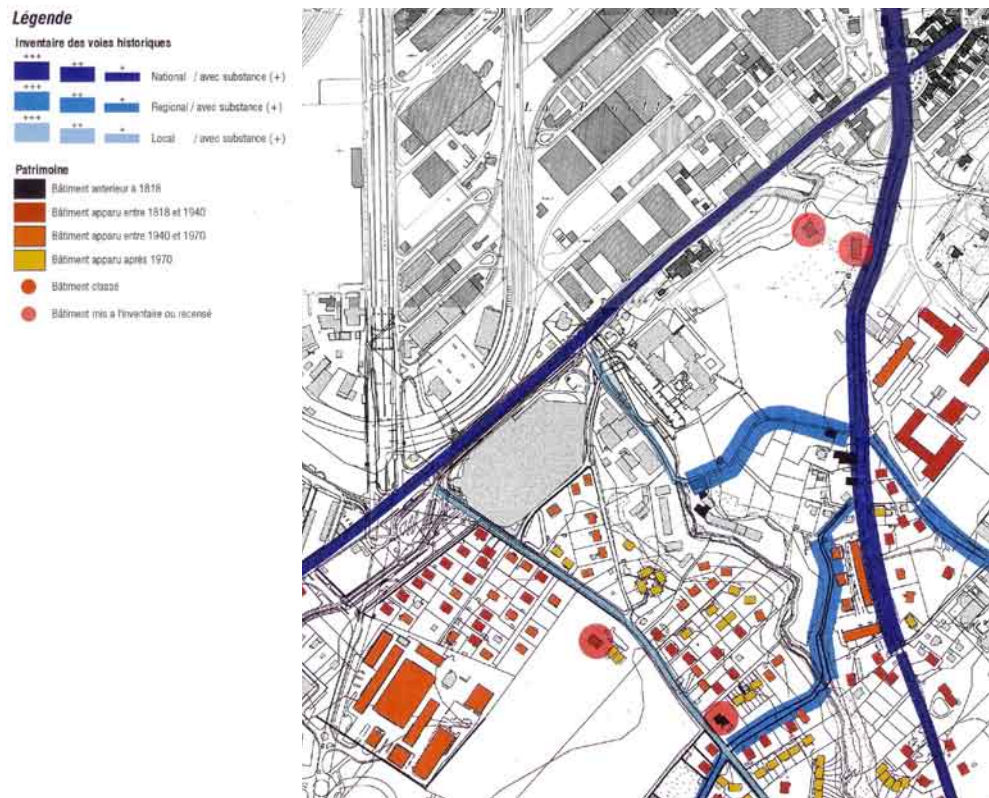 Légende
Inventaire des voies historiques
+++ ++ +
National / avec substance (+)
+++ ++ +
Regional / avec substance (+)
+++ ++ +
Local / avec substance (+)
Patrimoine
Bâtiment anterieur à 1818
Bâtiment apparu entre 1818 et 1940
Bâtiment apparu entre 1940 et 1970
Bâtiment apparu après 1970
Bâtiment classé
Bâtiment mis a l'inventaire ou recensé